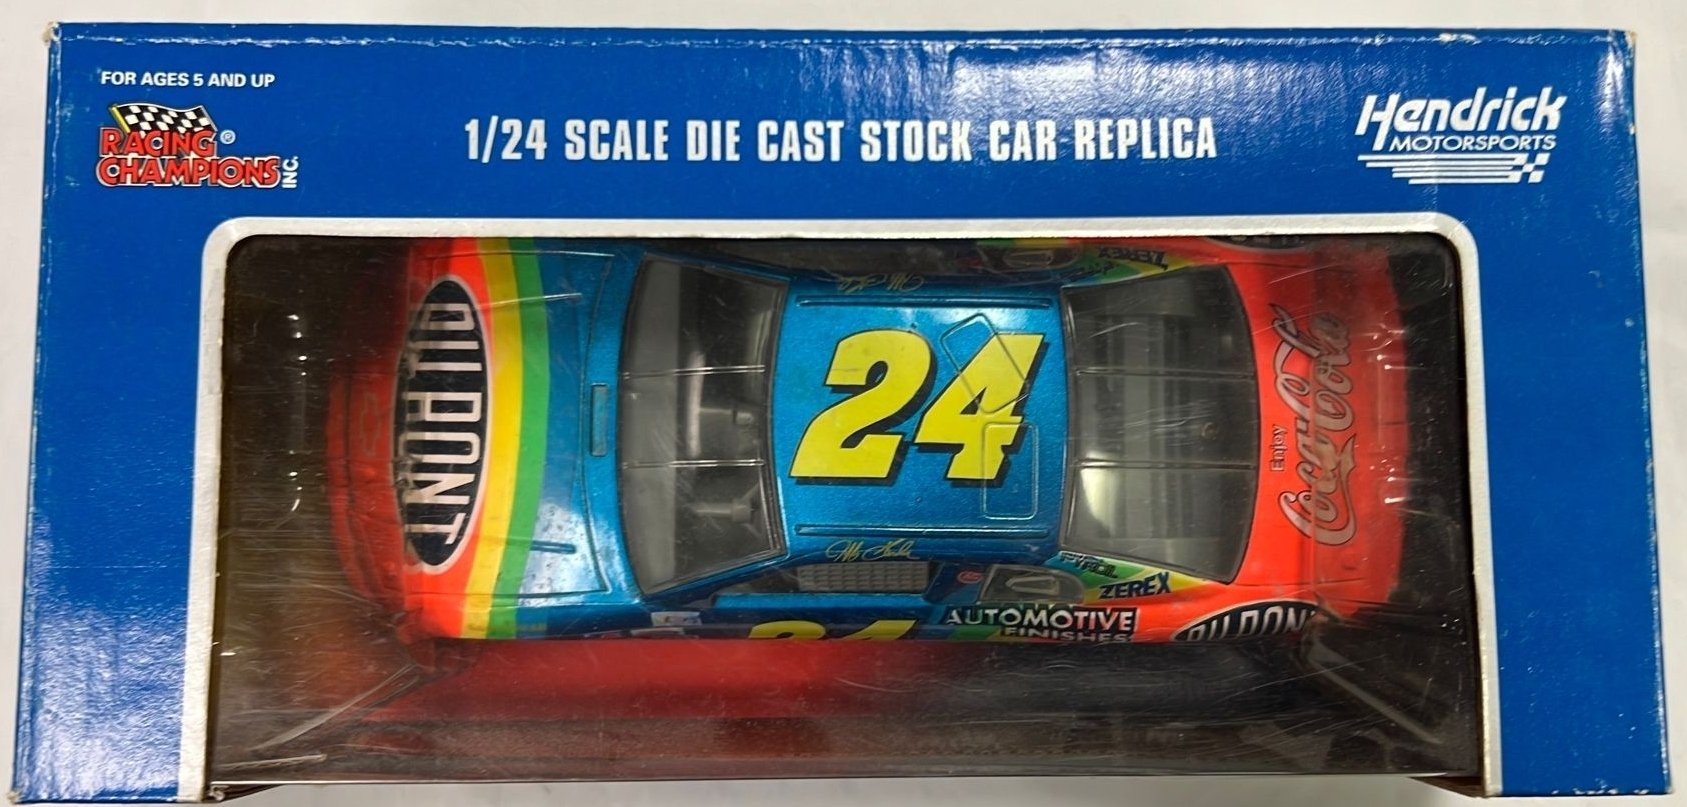 FOR AGES 5 AND UP
RACING ®
CHAMPIONS INC.
1/24 SCALE DIE CAST STOCK CAR REPLICA
Hendrick
MOTORSPORTS
DUPONT
24
Enjoy
Coca-Cola
ZEREX
ZEREX
AUTOMOTIVE
FINISHES
24
DUPONT